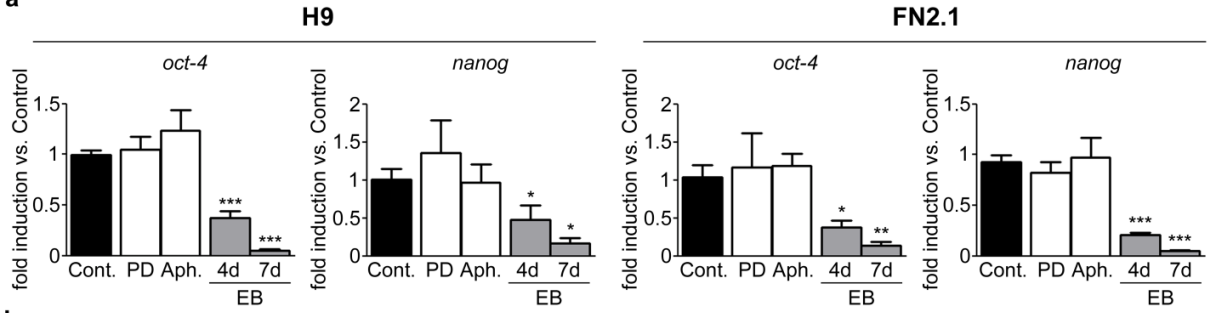 a
H9
FN2.1
oct-4
nanog
oct-4
nanog
fold induction vs. Control
1.5
1
0.5
0
***
***
Cont. PD Aph. 4d 7d
EB
fold induction vs. Control
2
1.5
1
0.5
0
*
*
Cont. PD Aph. 4d 7d
EB
fold induction vs. Control
2
1.5
1
0.5
0
*
**
Cont. PD Aph. 4d 7d
EB
fold induction vs. Control
1.5
1
0.5
0
***
***
Cont. PD Aph. 4d 7d
EB